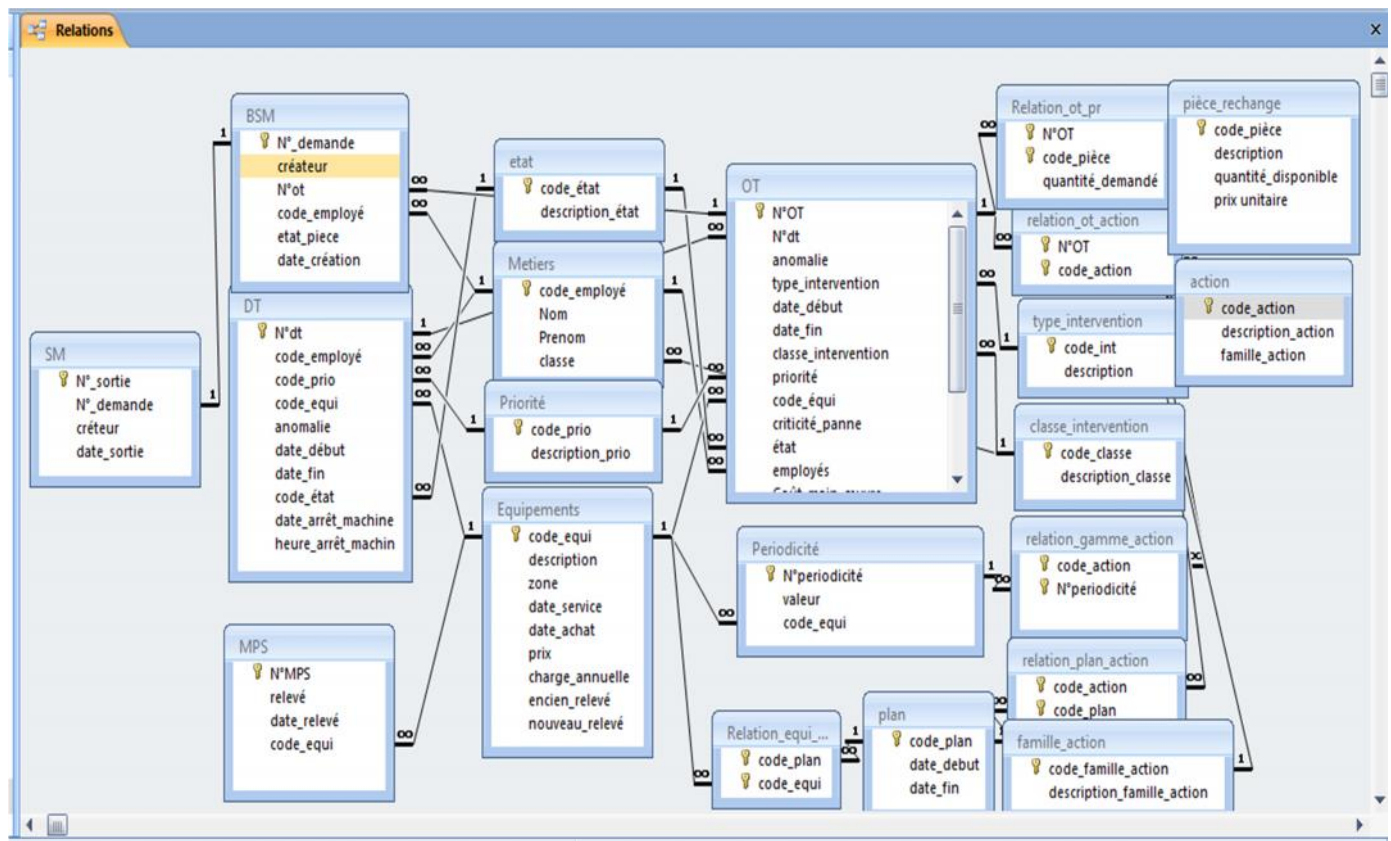 Relations
BSM
N°_demande
créateur
N°ot
code_employé
etat_piece
date_création
DT
N°dt
code_employé
code_prio
code_equi
anomalie
date_début
date_fin
code_état
date_arrêt_machine
heure_arrêt_machin
SM
N°_sortie
N°_demande
créteur
date_sortie
MPS
N°MPS
relevé
date_relevé
code_equi
etat
code_état
description_état
Metiers
code_employé
Nom
Prenom
classe
Priorité
code_prio
description_prio
Equipements
code_equi
description
zone
date_service
date_achat
prix
charge_annuelle
encien_relevé
nouveau_relevé
OT
N°OT
N°dt
anomalie
type_intervention
date_début
date_fin
classe_intervention
priorité
code_équi
criticité_panne
état
employés
Periodicité
N°periodicité
valeur
code_equi
Relation_equi_...
code_plan
code_equi
plan
code_plan
date_debut
date_fin
Relation_ot_pr
N°OT
code_pièce
quantité_demandé
relation_ot_action
N°OT
code_action
type_intervention
code_int
description
classe_intervention
code_classe
description_classe
relation_gamme_action
code_action
N°periodicité
relation_plan_action
code_action
code_plan
famille_action
code_famille_action
description_famille_action
pièce_rechange
code_pièce
description
quantité_disponible
prix unitaire
action
code_action
description_action
famille_action